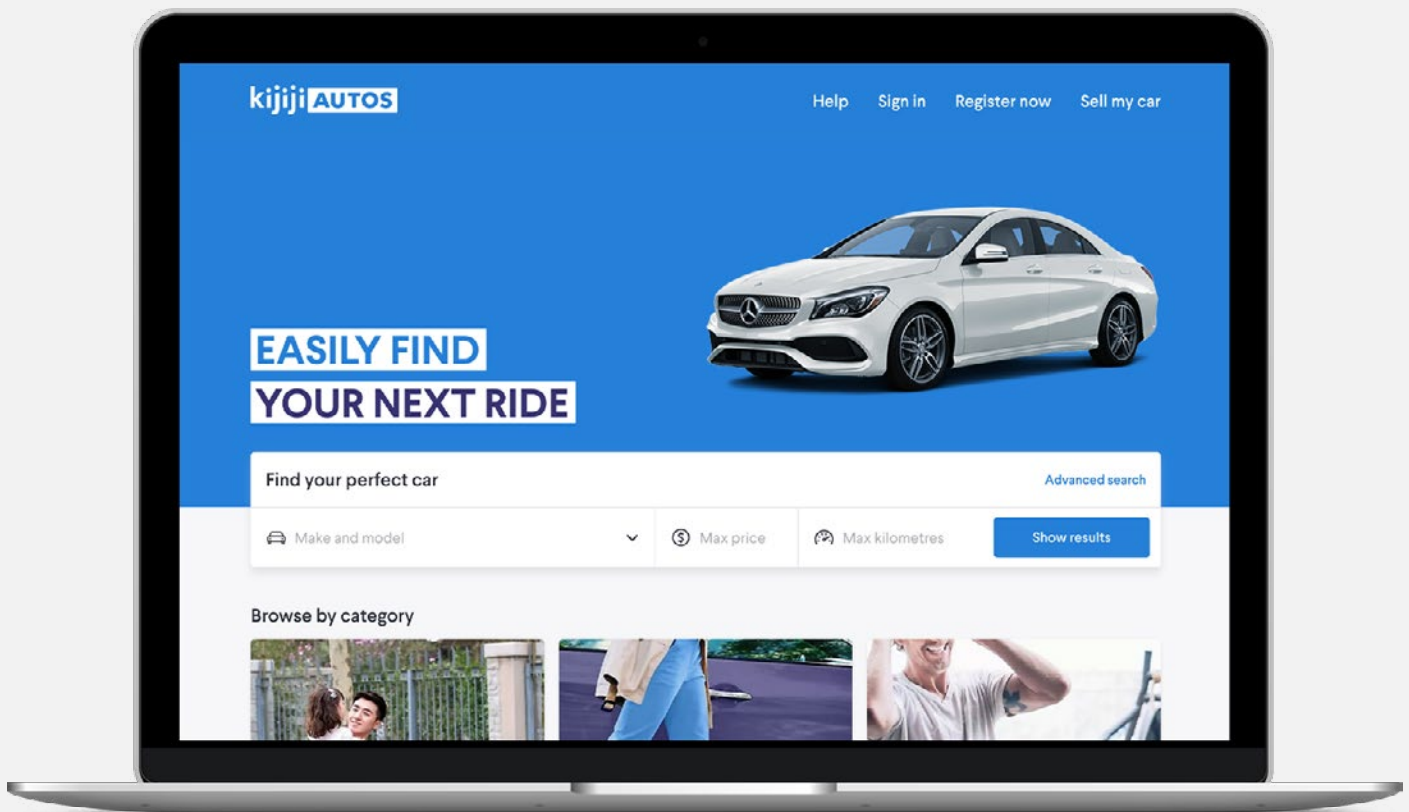 kijiji AUTOS
Help Sign in Register now Sell my car
EASILY FIND
YOUR NEXT RIDE
Find your perfect car Advanced search
Make and model Max price Max kilometres Show results
Browse by category